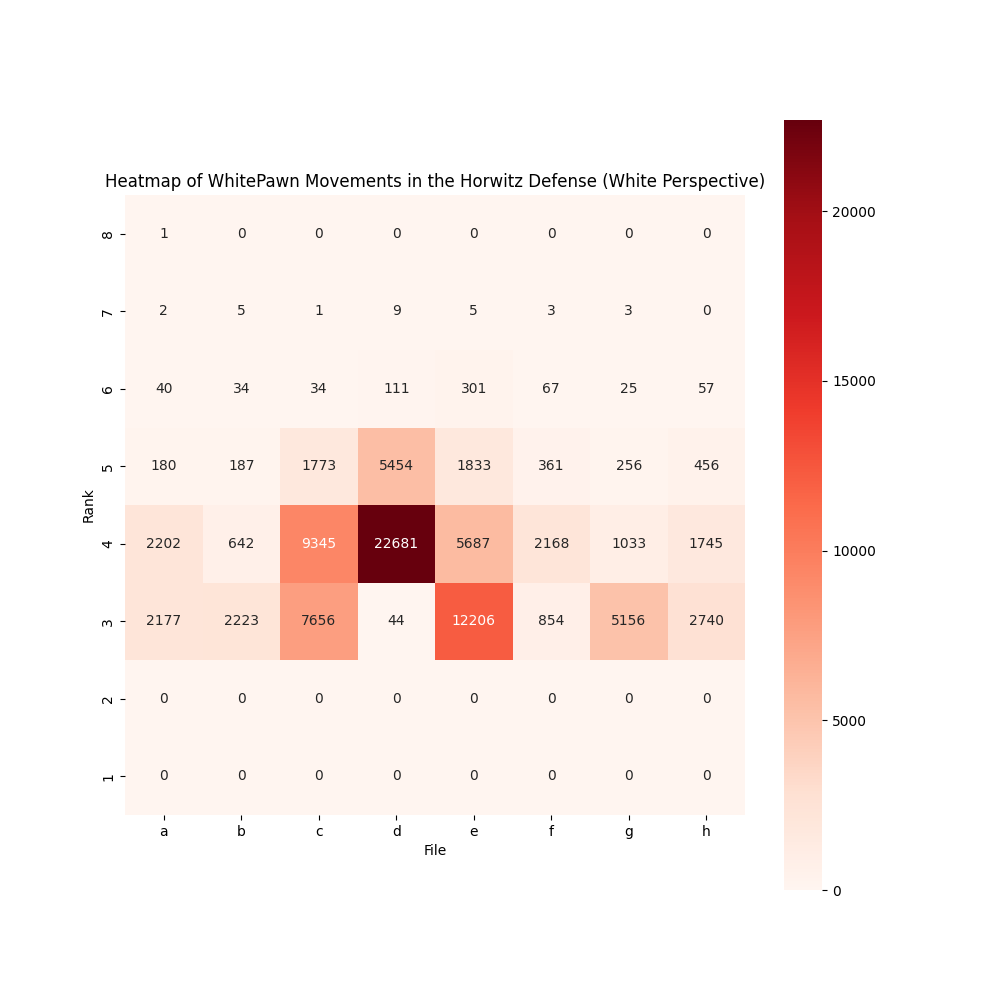 Heatmap of WhitePawn Movements in the Horwitz Defense (White Perspective)
8 1 0 0 0 0 0 0 0
7 2 5 1 9 5 3 3 0
6 40 34 34 111 301 67 25 57
5 180 187 1773 5454 1833 361 256 456
4 2202 642 9345 22681 5687 2168 1033 1745
3 2177 2223 7656 44 12206 854 5156 2740
2 0 0 0 0 0 0 0 0
1 0 0 0 0 0 0 0 0
a b c d e f g h
File
Rank
20000
15000
10000
5000
0